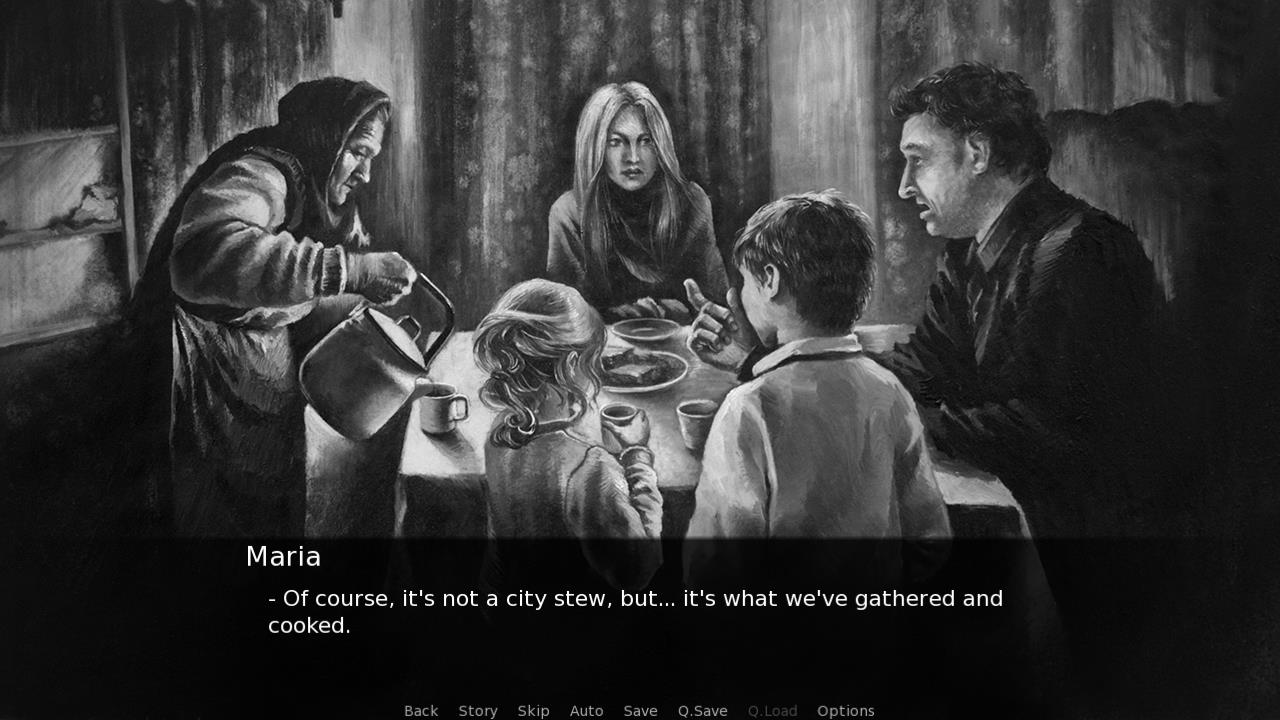 Maria
- Of course, it's not a city stew, but... it's what we've gathered and
cooked.
Back Story Skip Auto Save Q.Save Q.Load Options